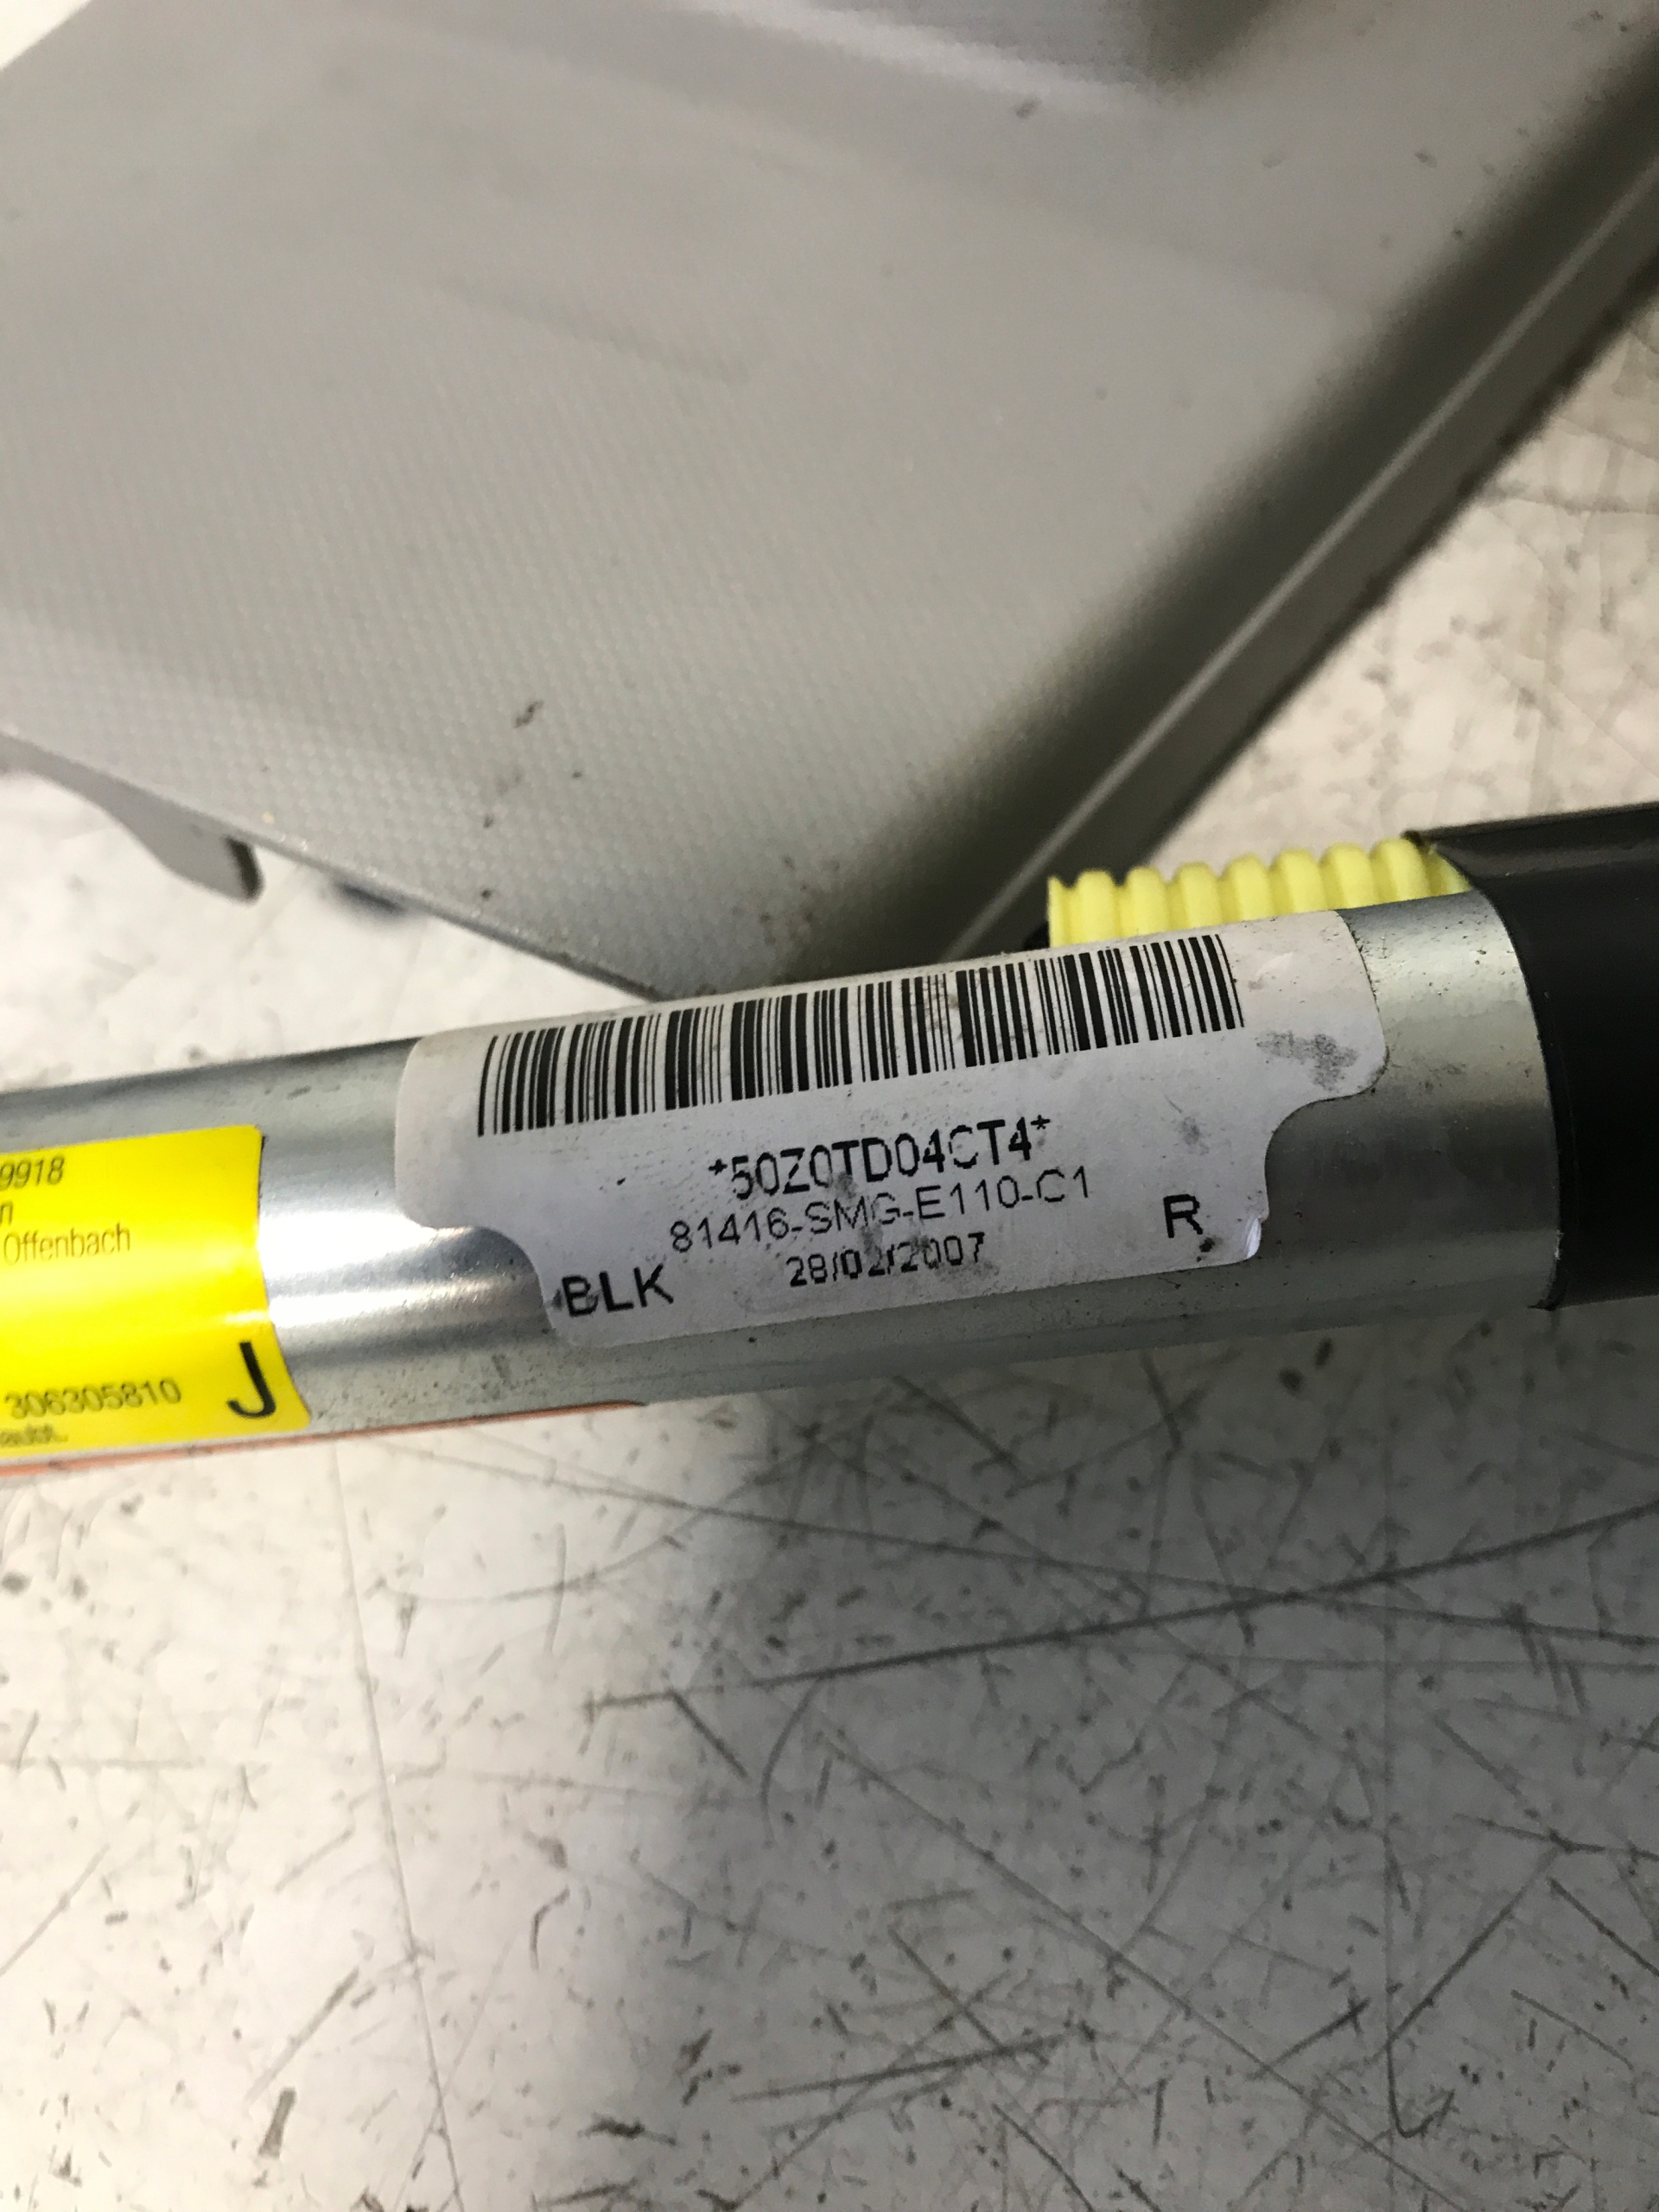 *50Z0TD04CT4*
81416-SMG-E110-C1
R
28/02/2007
BLK
9918
n
Offenbach
J
306305810